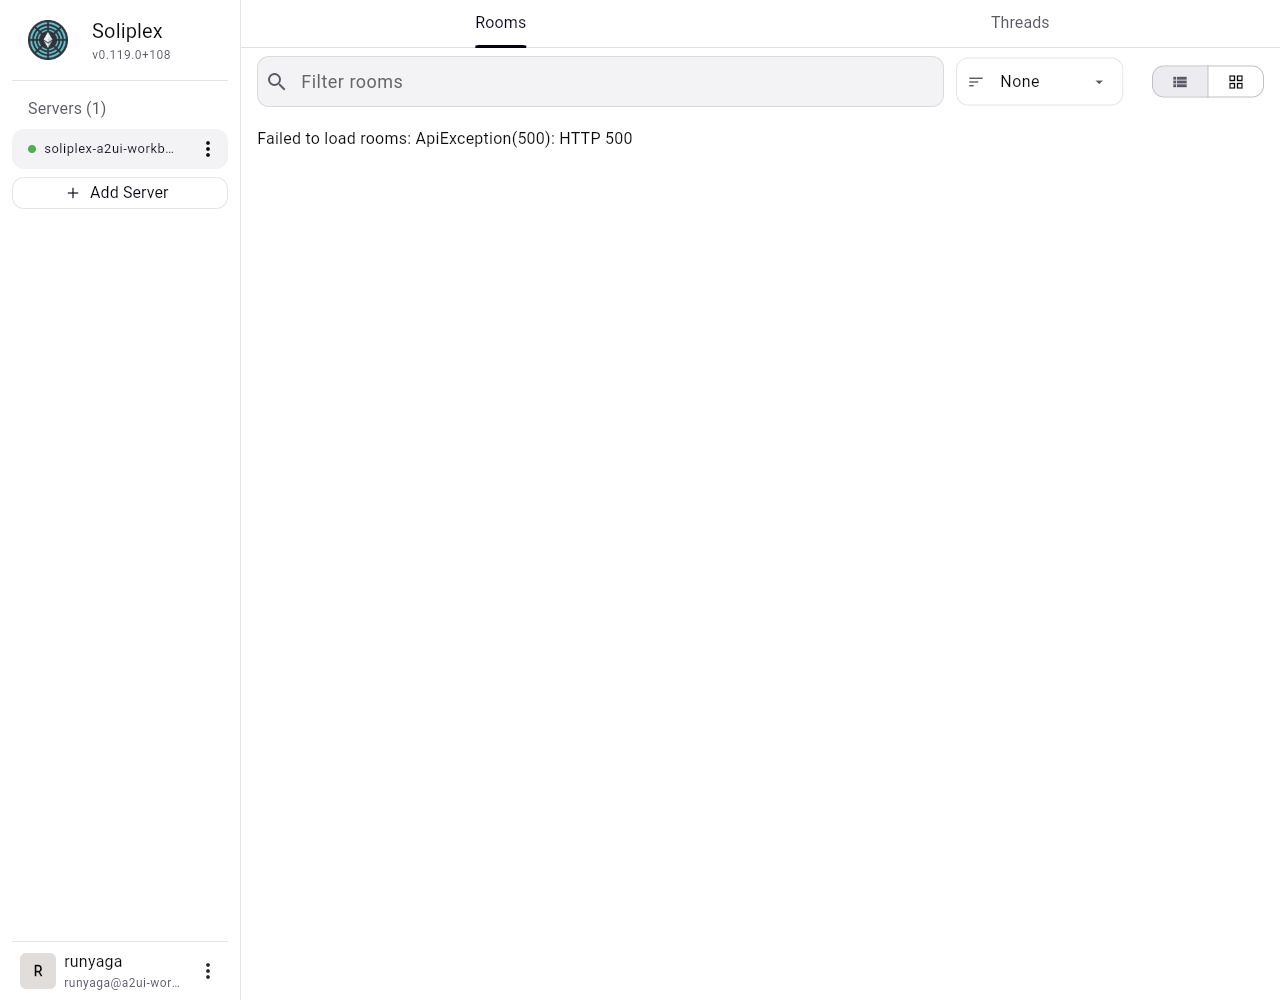 Soliplex
v0.119.0+108
Servers (1)
soliplex-a2ui-workb...
Add Server
Rooms
Threads
Filter rooms
None
Failed to load rooms: ApiException(500): HTTP 500
R
runyaga
runyaga@a2ui-wor...